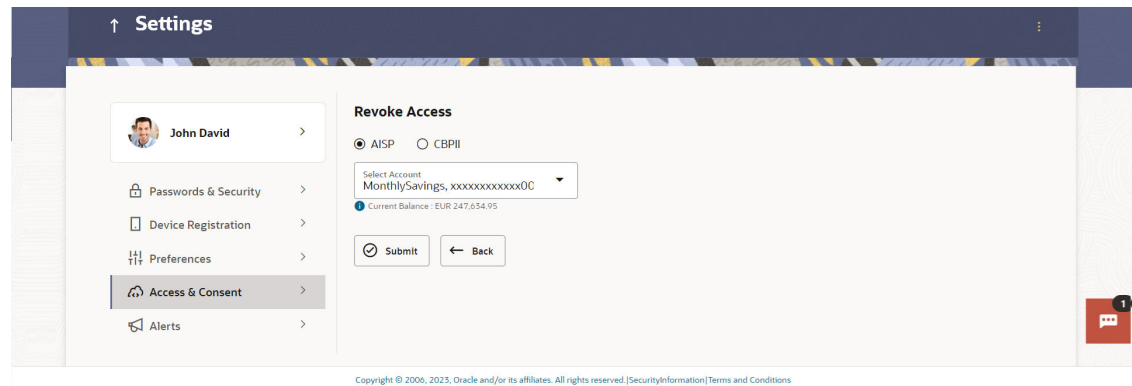 Settings
John David
Passwords & Security
Device Registration
Preferences
Access & Consent
Alerts
Revoke Access
AISP
CBPII
Select Account
MonthlySavings, xxxxxxxxxxxx0C
Current Balance : EUR 247,634.95
Submit
Back
1
Copyright © 2006, 2023, Oracle and/or its affiliates. All rights reserved.|SecurityInformation|Terms and Conditions